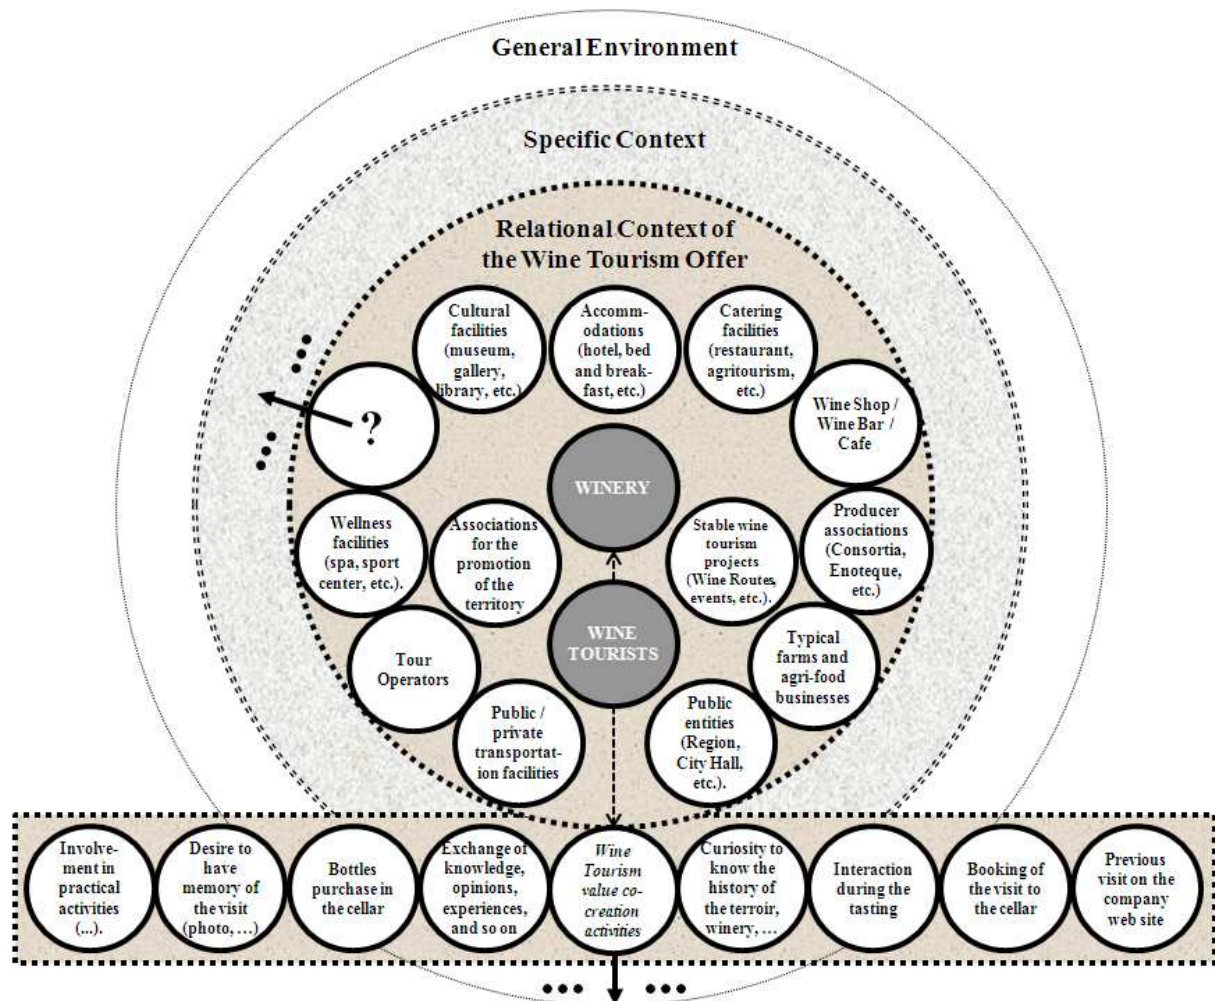 General Environment
Specific Context
Relational Context of
the Wine Tourism Offer
Cultural
facilities
(museum,
gallery,
library, etc.)
Accomm-
odations
(hotel, bed
and break-
fast, etc.)
Catering
facilities
(restaurant,
agritourism,
etc.)
?
Wine Shop /
Wine Bar /
Cafe
WINERY
Wellness
facilities
(spa, sport
center, etc.).
Associations
for the
promotion
of the
territory
Stable wine
tourism
projects
(Wine Routes,
events, etc.).
Producer
associations
(Consortia,
Enoteque,
etc.)
WINE
TOURISTS
Tour
Operators
Typical
farms and
agri-food
businesses
Public /
private
transportat-
ion facilities
Public
entities
(Region,
City Hall,
etc.).
Involve-
ment in
practical
activities
(...).
Desire to
have
memory of
the visit
(photo, …)
Bottles
purchase in
the cellar
Exchange of
knowledge,
opinions,
experiences,
and so on
Wine
Tourism
value co-
creation
activities
Curiosity to
know the
history of
the terroir,
winery, …
Interaction
during the
tasting
Booking of
the visit to
the cellar
Previous
visit on the
company
web site